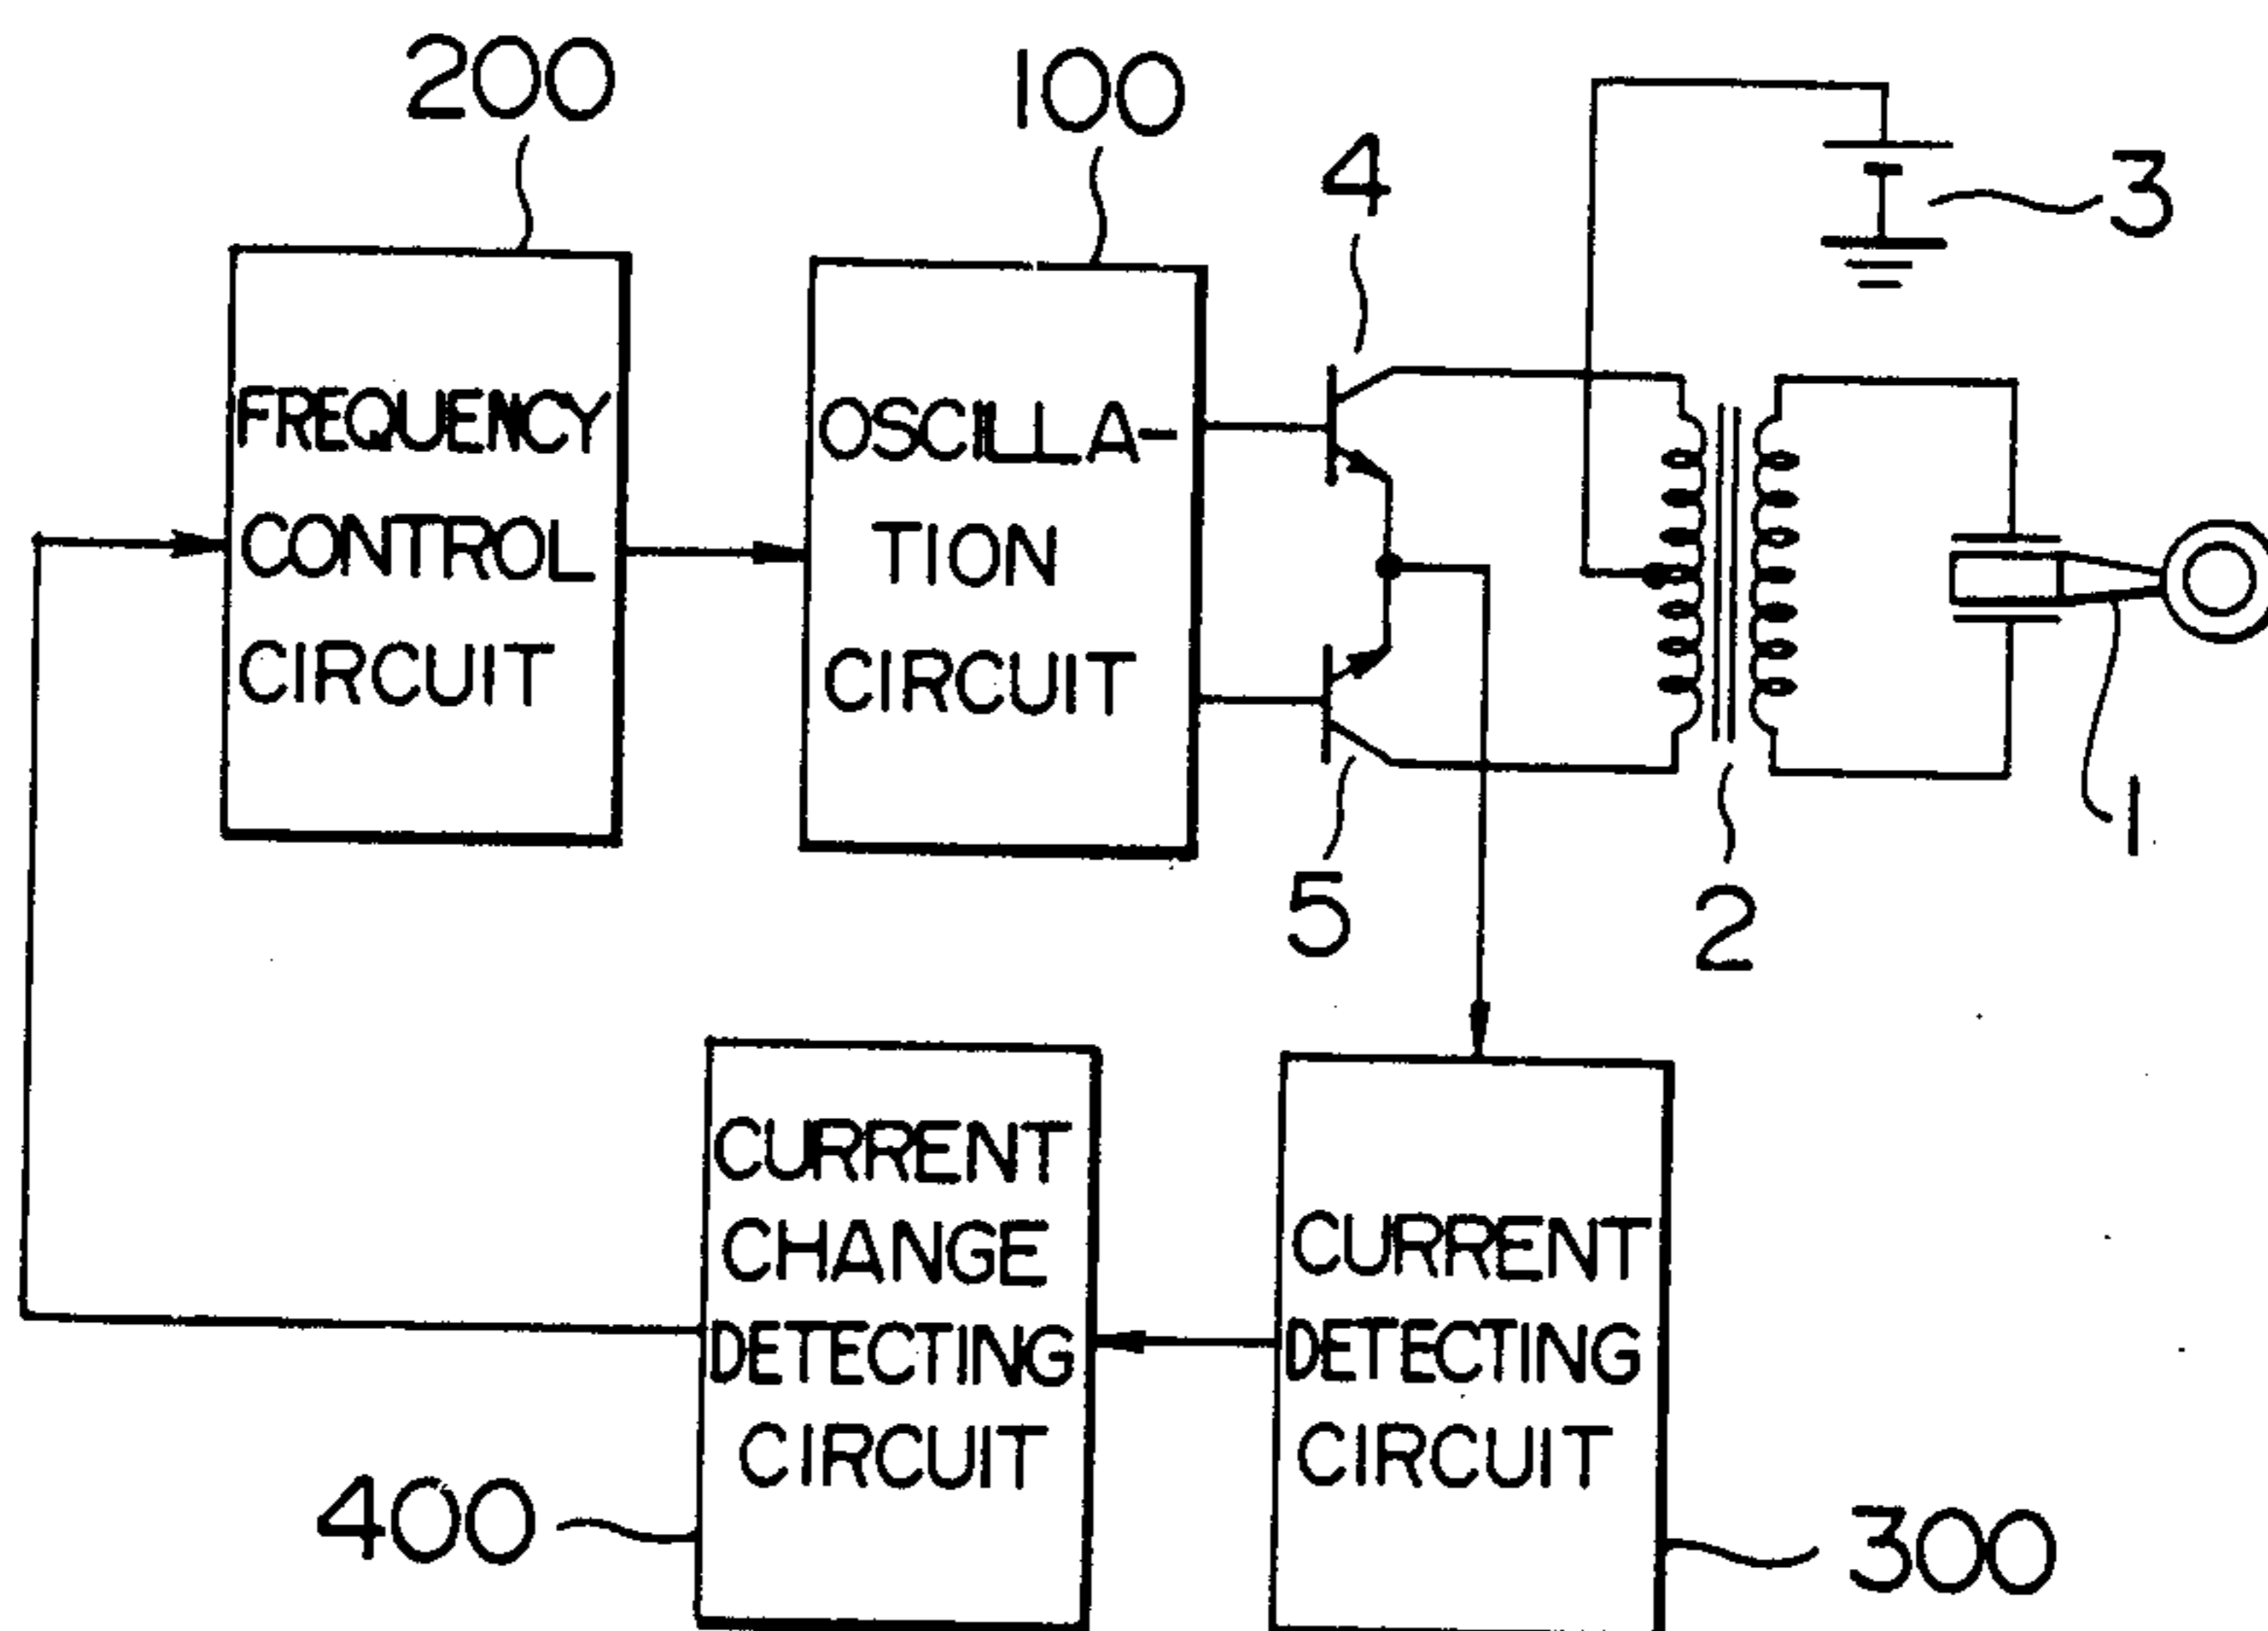 200
100
4
3
FREQUENCY
CONTROL
CIRCUIT
OSCILLA-
TION
CIRCUIT
1
5
2
CURRENT
CHANGE
DETECTING
CIRCUIT
CURRENT
DETECTING
CIRCUIT
400
300